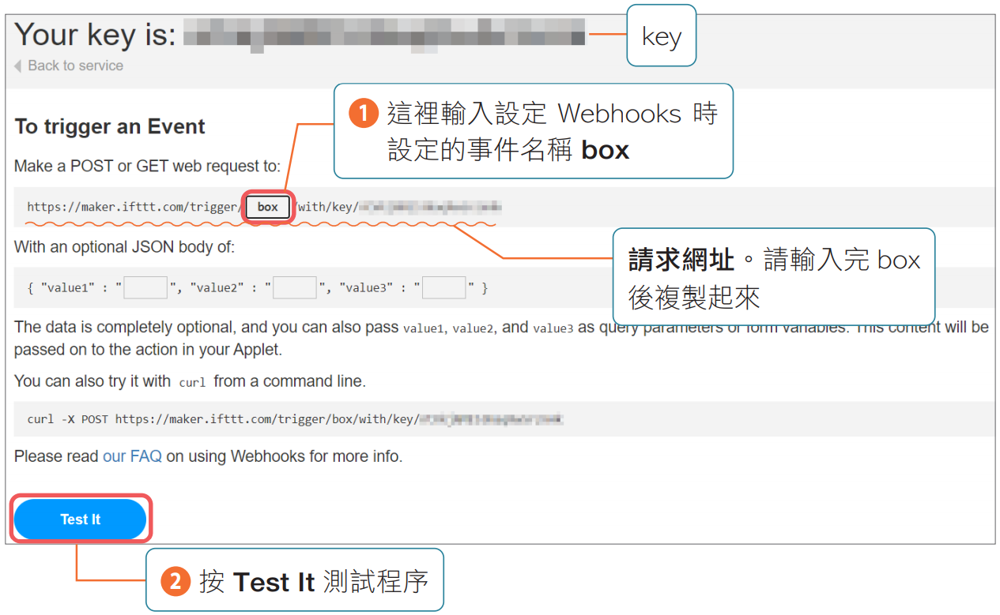 Your key is:
key
Back to service
1 這裡輸入設定 Webhooks 時
設定的事件名稱 box
To trigger an Event
Make a POST or GET web request to:
https://maker.ifttt.com/trigger/ box /with/key/
With an optional JSON body of:
請求網址。請輸入完 box
後複製起來
{ "value1" : " ", "value2" : " ", "value3" : " " }
The data is completely optional, and you can also pass value1, value2, and value3 as query parameters or form variables. This content will be
passed on to the action in your Applet.
You can also try it with curl from a command line.
curl -X POST https://maker.ifttt.com/trigger/box/with/key/
Please read our FAQ on using Webhooks for more info.
Test It
2 按 Test It 測試程序